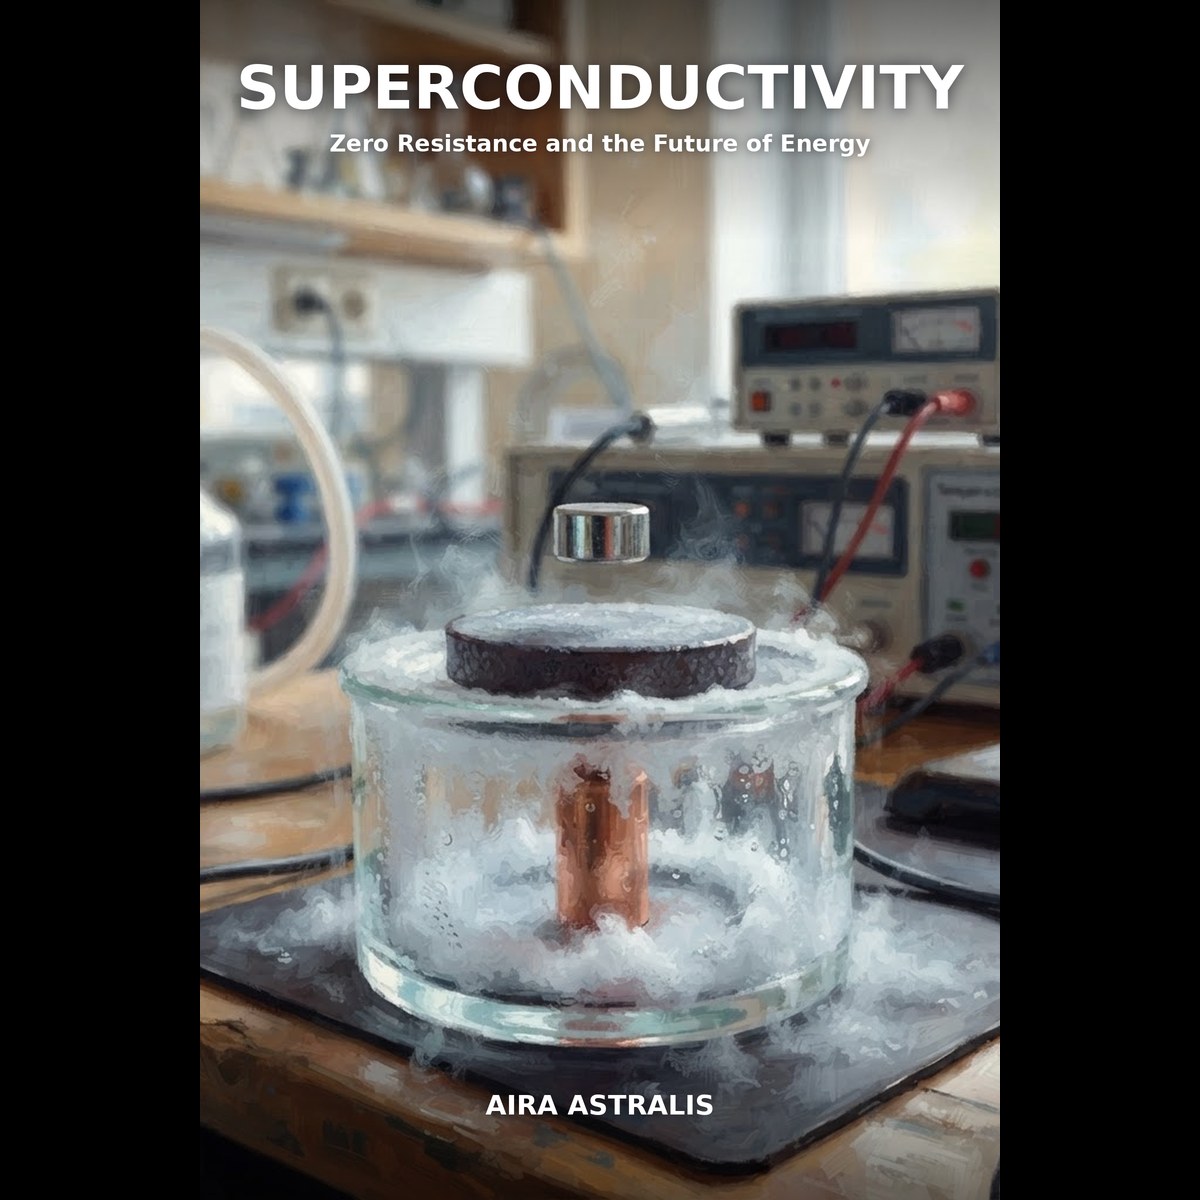 SUPERCONDUCTIVITY
Zero Resistance and the Future of Energy
AIRA ASTRALIS